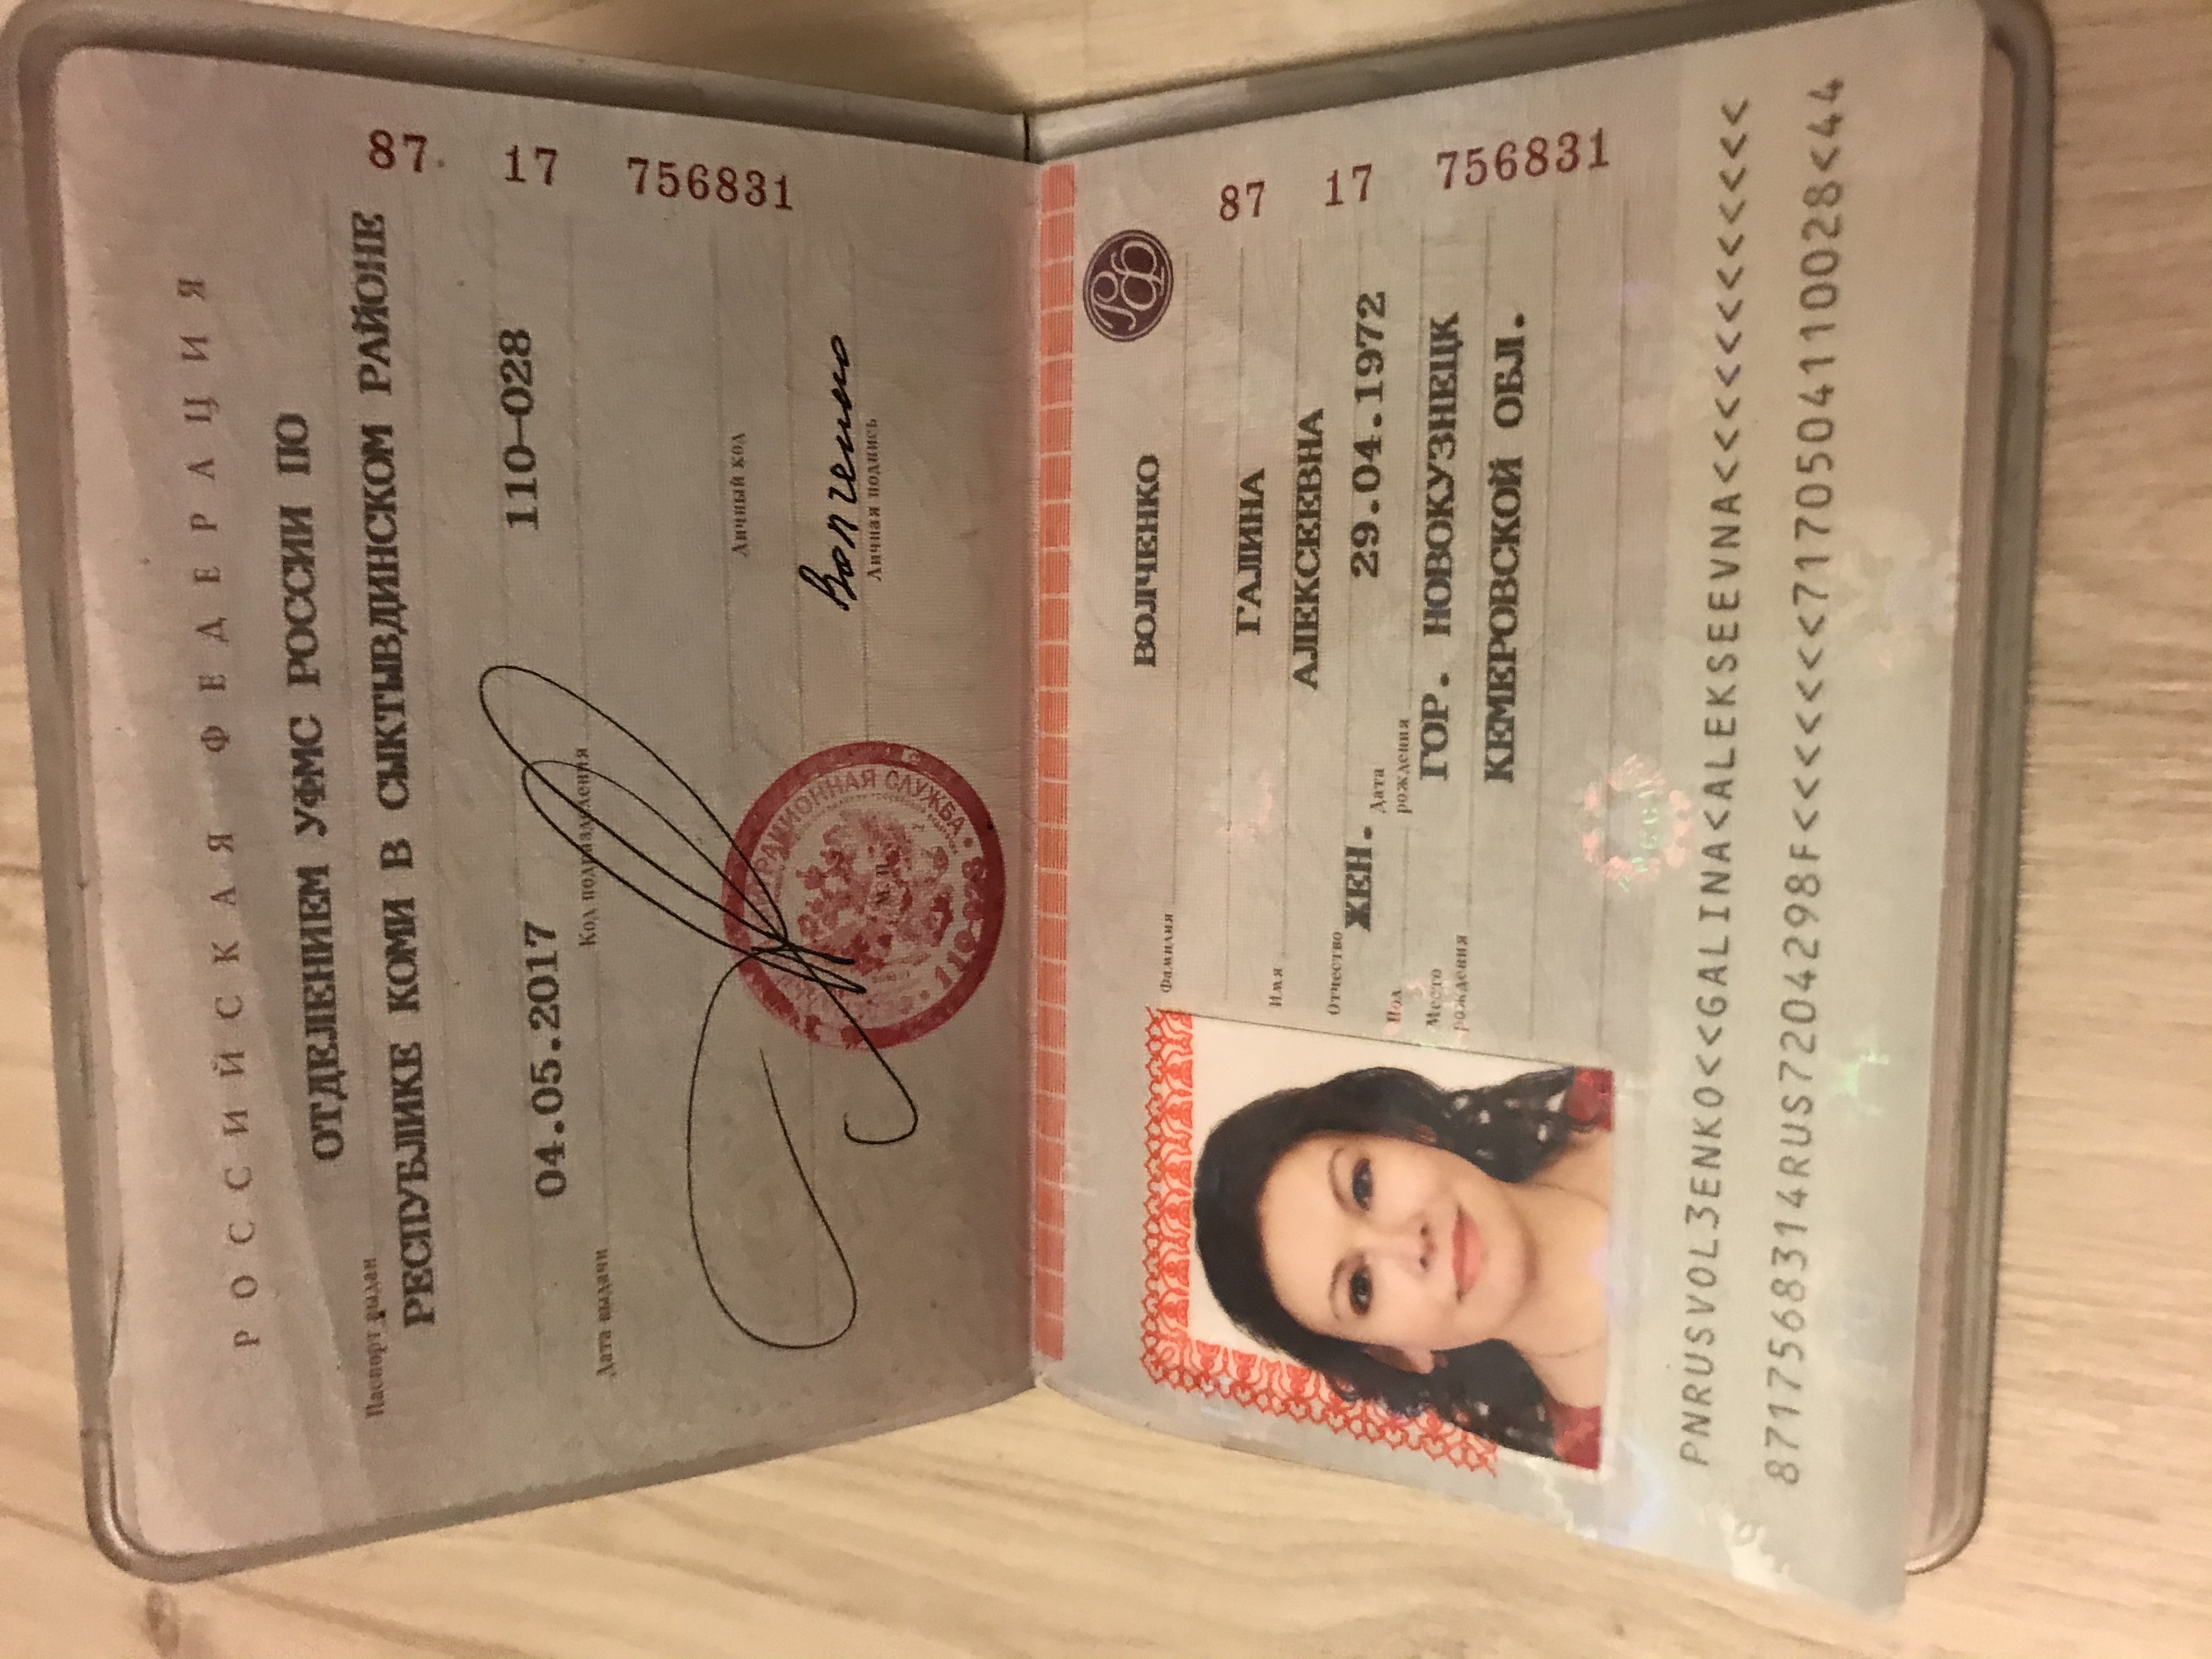 РОССИЙСКАЯ ФЕДЕРАЦИЯ
ОТДЕЛЕНИЕМ УФМС РОССИИ ПО
Паспорт выдан
РЕСПУБЛИКЕ КОМИ В СЫКТЫВДИНСКОМ РАЙОНЕ
04.05.2017 110-028
Дата выдачи Код подразделения
87 17 756831
Личный код
Волченко
Личная подпись
М. П.
МИГРАЦИОННАЯ СЛУЖБА
110-028
РФ
ВОЛЧЕНКО
Фамилия
ГАЛИНА
Имя
АЛЕКСЕЕВНА
Отчество
ЖЕН. 29.04.1972
Пол Дата рождения
Место рождения
ГОР. НОВОКУЗНЕЦК
КЕМЕРОВСКОЙ ОБЛ.
87 17 756831
РОССИЯ
PNRUSVOL3ENKO<<GALINA<ALEKSEEVNA<<<<<<<<<<<<
8717568314RUS7204298F<<<<<<<7170504110028<44